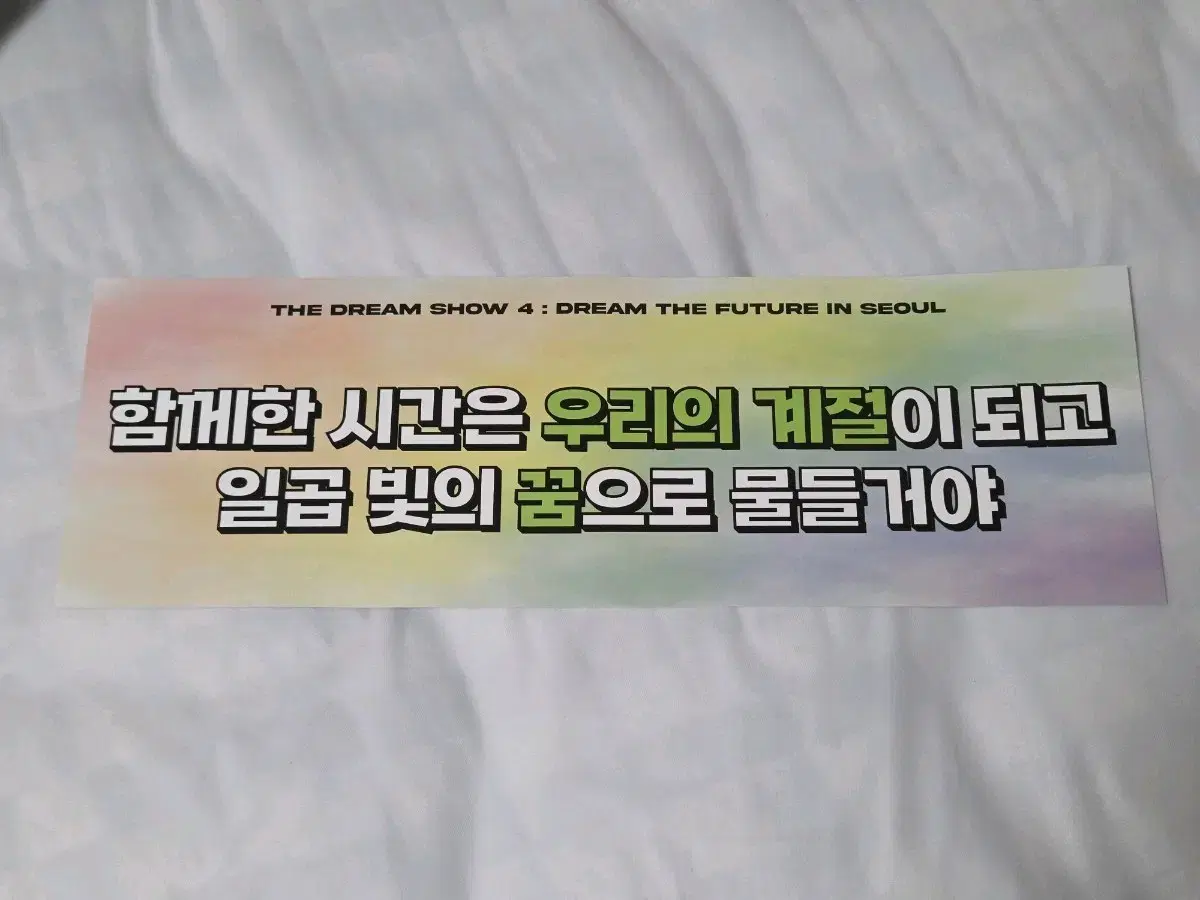 THE DREAM SHOW 4 : DREAM THE FUTURE IN SEOUL
함께한 시간은 우리의 계절이 되고
일곱 빛의 꿈으로 물들거야